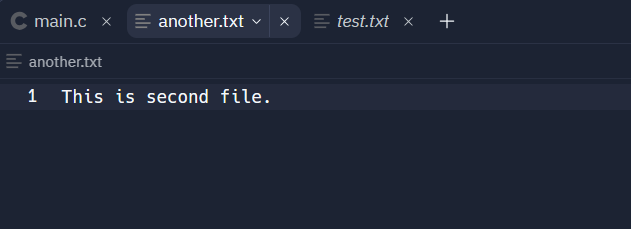 main.c
another.txt
test.txt
another.txt
1 This is second file.